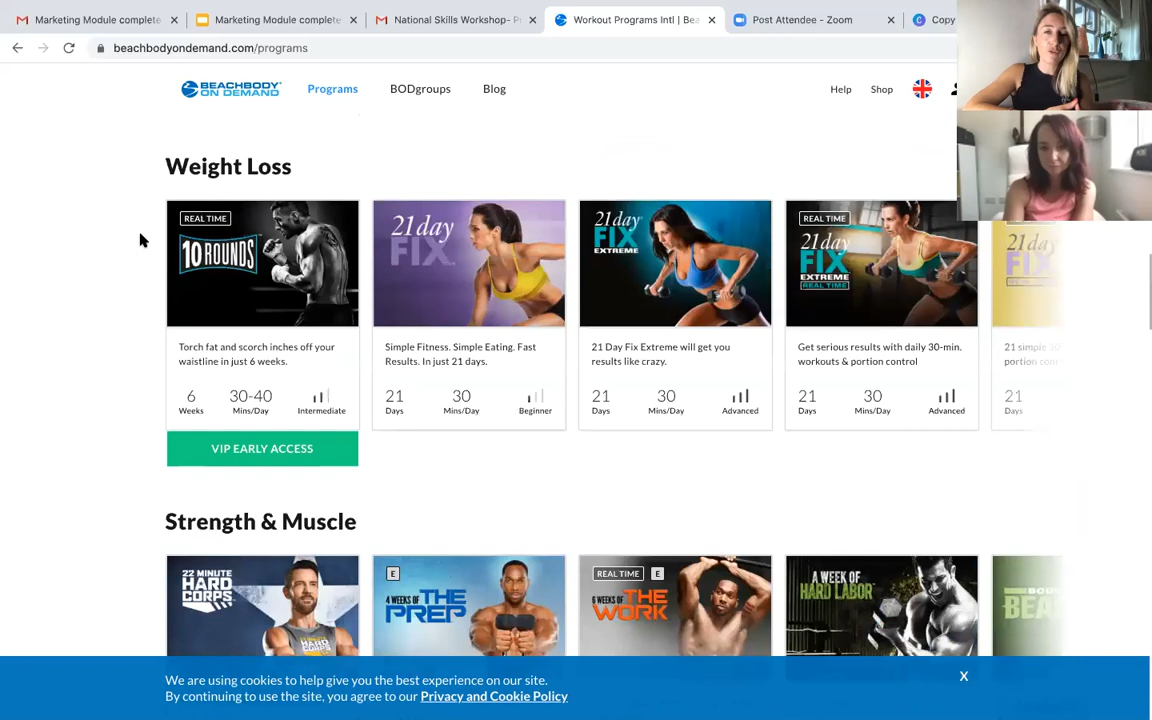 Marketing Module complete
Marketing Module complete
National Skills Workshop- P
Workout Programs Intl | Bea
Post Attendee - Zoom
Copy
beachbodyondemand.com/programs
BEACHBODY
ON DEMAND
Programs
BODgroups
Blog
Help
Shop
Weight Loss
REAL TIME
10 ROUNDS
21 day
FIX
21 day
FIX
EXTREME
REAL TIME
21 day
FIX
EXTREME
REAL TIME
21 day
FIX
Torch fat and scorch inches off your
waistline in just 6 weeks.
Simple Fitness. Simple Eating. Fast
Results. In just 21 days.
21 Day Fix Extreme will get you
results like crazy.
Get serious results with daily 30-min.
workouts & portion control
21 simple
portion
6
Weeks
30-40
Mins/Day
Intermediate
21
Days
30
Mins/Day
Beginner
21
Days
30
Mins/Day
Advanced
21
Days
30
Mins/Day
Advanced
21
Days
VIP EARLY ACCESS
Strength & Muscle
22 MINUTE
HARD
CORPS
E
4 WEEKS OF
THE
PREP
REAL TIME
E
6 WEEKS OF
THE
WORK
A WEEK OF
HARD LABOR
We are using cookies to help give you the best experience on our site.
By continuing to use the site, you agree to our Privacy and Cookie Policy
X